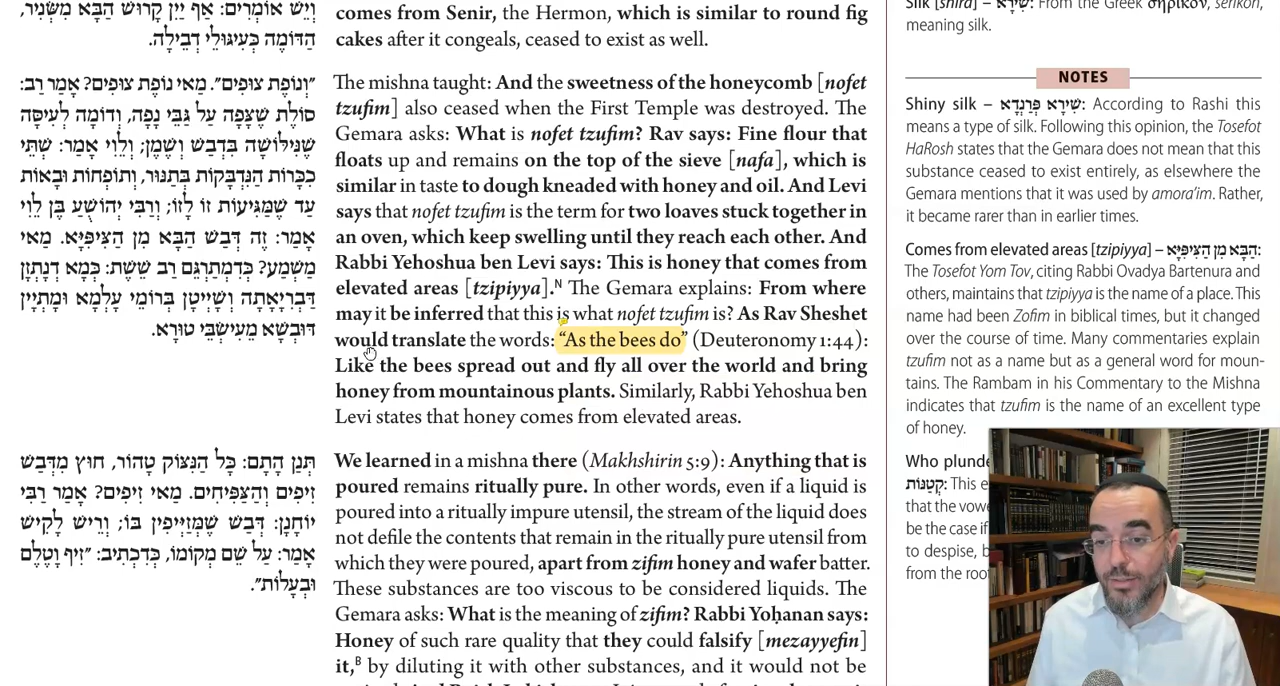 וְיֵשׁ אוֹמְרִים: אַף יַיִן קָרוּשׁ הַבָּא מִשְּׂנִיר,
הַדּוֹמֶה כְּעִיגּוּלֵי דְבֵילָה.
״וְנוֹפֶת צוּפִים״. מַאי נוֹפֶת צוּפִים? אָמַר רַב:
סוֹלֶת שֶׁצָּפָה עַל גַּבֵּי נָפָה, וְדוֹמָה לְעִיסָּה
שֶׁנִּילּוֹשָׁה בִּדְבַשׁ וְשֶׁמֶן; וְלֵוִי אָמַר: שְׁתֵּי
כִכָּרוֹת הַנִּדְבָּקוֹת בְּתַנּוּר, וְתוֹפְחוֹת וּבָאוֹת
עַד שֶׁמַּגִּיעוֹת זוֹ לָזוֹ; וְרַבִּי יְהוֹשֻׁעַ בֶּן לֵוִי
אָמַר: זֶה דְּבַשׁ הַבָּא מִן הַצִּיפִיָּא. מַאי
מַשְׁמַע? כְּדִמְתַרְגֵּם רַב שֵׁשֶׁת: כְּמָא דְנָתְזָן
דַּבְרְיָאתָה וְשָׁיְיטָן בְּרוּמֵי עָלְמָא וּמַתְיָין
דּוּבְשָׁא מֵעִישְׂבֵּי טוּרָא.
תְּנַן הָתָם: כָּל הַנִּצּוֹק טָהוֹר, חוּץ מִדְּבַשׁ
זִיפִים וְהַצַּפִּיחִים. מַאי זִיפִים? אָמַר רַבִּי
יוֹחָנָן: דְּבַשׁ שֶׁמְּזַיְּיפִין בּוֹ; וְרֵישׁ לָקִישׁ
אָמַר: עַל שֵׁם מְקוֹמוֹ, כְּדִכְתִיב: ״זִיף וָטֶלֶם
וּבְעָלוֹת״.
comes from Senir, the Hermon, which is similar to round fig
cakes after it congeals, ceased to exist as well.
The mishna taught: And the sweetness of the honeycomb [nofet
tzufim] also ceased when the First Temple was destroyed. The
Gemara asks: What is nofet tzufim? Rav says: Fine flour that
floats up and remains on the top of the sieve [nafa], which is
similar in taste to dough kneaded with honey and oil. And Levi
says that nofet tzufim is the term for two loaves stuck together in
an oven, which keep swelling until they reach each other. And
Rabbi Yehoshua ben Levi says: This is honey that comes from
elevated areas [tzipiyya].N The Gemara explains: From where
may it be inferred that this is what nofet tzufim is? As Rav Sheshet
would translate the words: “As the bees do” (Deuteronomy 1:44):
Like the bees spread out and fly all over the world and bring
honey from mountainous plants. Similarly, Rabbi Yehoshua ben
Levi states that honey comes from elevated areas.
We learned in a mishna there (Makhshirin 5:9): Anything that is
poured remains ritually pure. In other words, even if a liquid is
poured into a ritually impure utensil, the stream of the liquid does
not defile the contents that remain in the ritually pure utensil from
which they were poured, apart from zifim honey and wafer batter.
These substances are too viscous to be considered liquids. The
Gemara asks: What is the meaning of zifim? Rabbi Yoḥanan says:
Honey of such rare quality that they could falsify [mezayyefin]
it,B by diluting it with other substances, and it would not be
Silk [shira] – שִׁירָא: From the Greek σηρικόν, serikon,
meaning silk.
NOTES
Shiny silk – שִׁירָא פְּרַנְדָּא: According to Rashi this
means a type of silk. Following this opinion, the Tosefot
HaRosh states that the Gemara does not mean that this
substance ceased to exist entirely, as elsewhere the
Gemara mentions that it was used by amora’im. Rather,
it became rarer than in earlier times.
Comes from elevated areas [tzipiyya] – הַבָּא מִן הַצִּיפִיָּא:
The Tosefot Yom Tov, citing Rabbi Ovadya Bartenura and
others, maintains that tzipiyya is the name of a place. This
name had been Zofim in biblical times, but it changed
over the course of time. Many commentaries explain
tzufim not as a name but as a general word for moun-
tains. The Rambam in his Commentary to the Mishna
indicates that tzufim is the name of an excellent type
of honey.
Who
קְטַנּוֹת: This
that the
be the case if
to despise,
from the